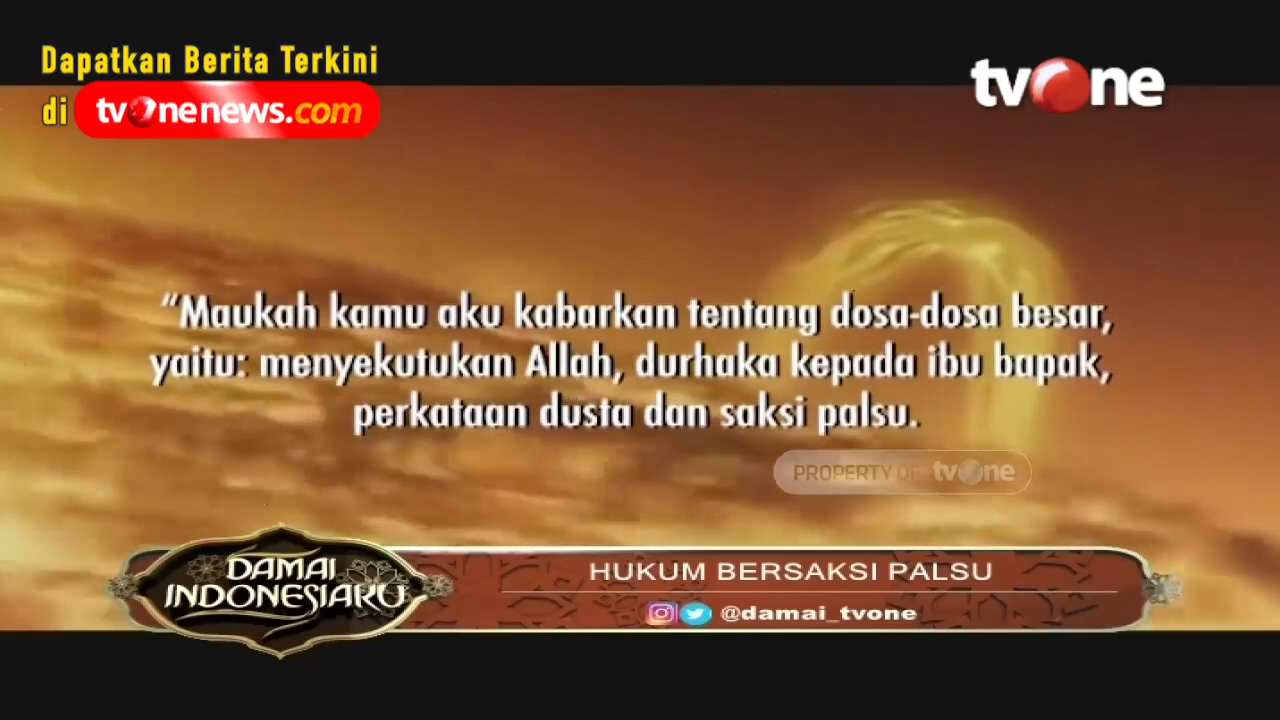 Dapatkan Berita Terkini
di tvOnenews.com
tvOne
“Maukah kamu aku kabarkan tentang dosa-dosa besar,
yaitu: menyekutukan Allah, durhaka kepada ibu bapak,
perkataan dusta dan saksi palsu.
PROPERTY OF tvOne
DAMAI
INDONESIAKU
HUKUM BERSAKSI PALSU
@damai_tvone